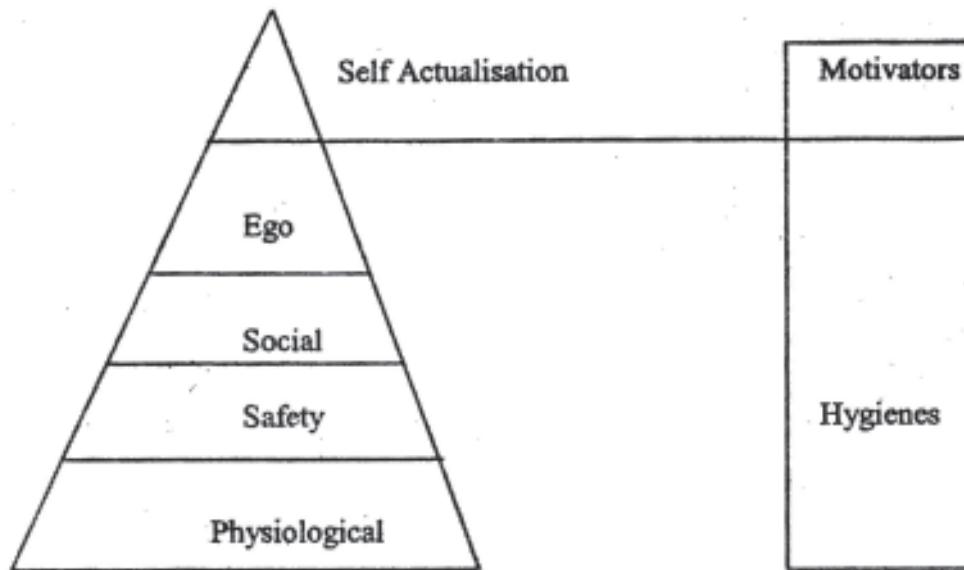 Self Actualisation
Motivators
Ego
Social
Safety
Hygienes
Physiological